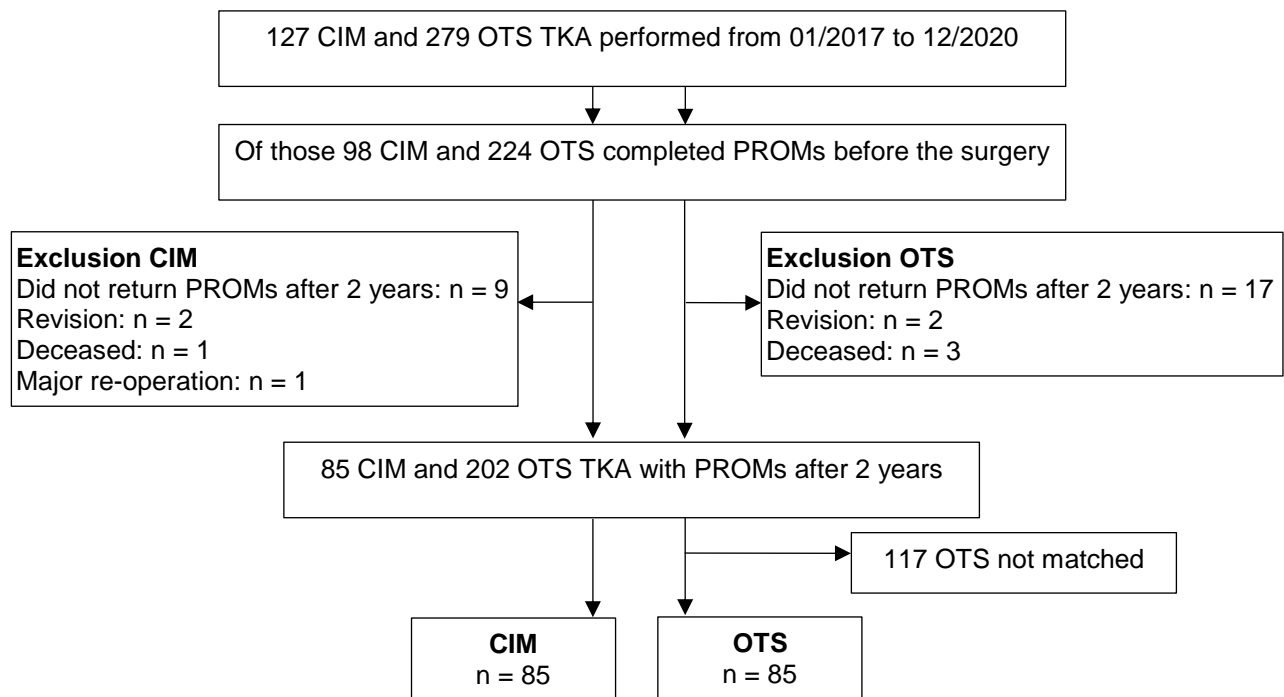 127 CIM and 279 OTS TKA performed from 01/2017 to 12/2020
Of those 98 CIM and 224 OTS completed PROMs before the surgery
Exclusion CIM
Did not return PROMs after 2 years: n = 9
Revision: n = 2
Deceased: n = 1
Major re-operation: n = 1
Exclusion OTS
Did not return PROMs after 2 years: n = 17
Revision: n = 2
Deceased: n = 3
85 CIM and 202 OTS TKA with PROMs after 2 years
117 OTS not matched
CIM
n = 85
OTS
n = 85